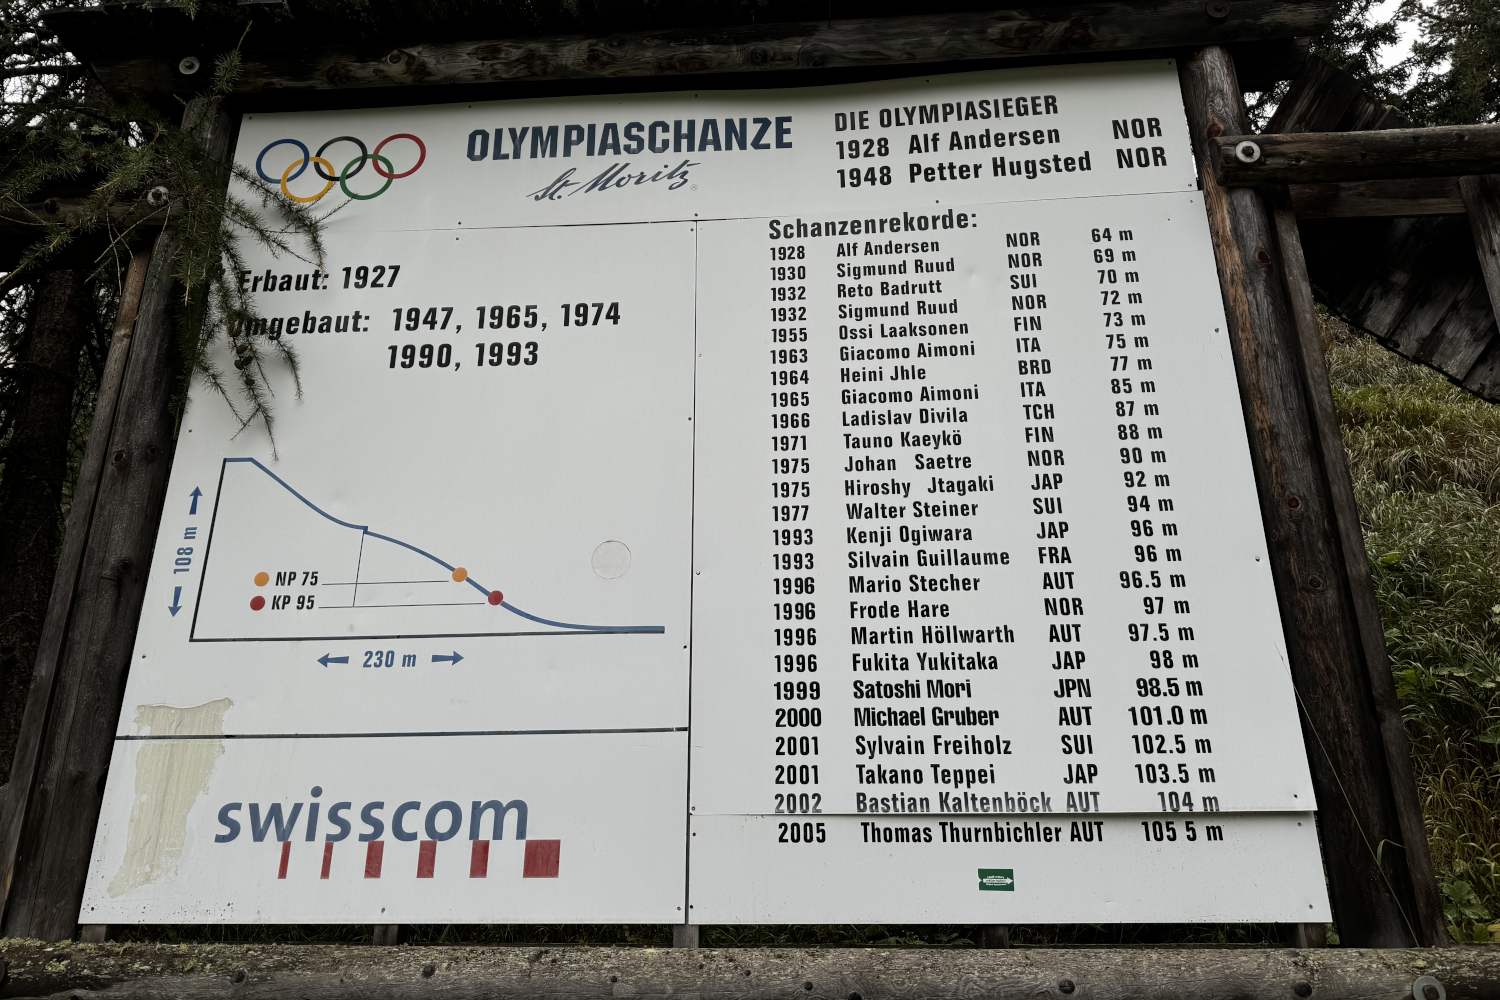 OLYMPIASCHANZE
St. Moritz
DIE OLYMPIASIEGER
1928 Alf Andersen NOR
1948 Petter Hugsted NOR
Erbaut: 1927
Umgebaut: 1947, 1965, 1974
1990, 1993
108 m
NP 75
KP 95
230 m
swisscom
Schanzenrekorde:
1928 Alf Andersen NOR 64 m
1930 Sigmund Ruud NOR 69 m
1932 Reto Badrutt SUI 70 m
1932 Sigmund Ruud NOR 72 m
1955 Ossi Laaksonen FIN 73 m
1963 Giacomo Aimoni ITA 75 m
1964 Heini Jhle BRD 77 m
1965 Giacomo Aimoni ITA 85 m
1966 Ladislav Divila TCH 87 m
1971 Tauno Kaeykö FIN 88 m
1975 Johan Saetre NOR 90 m
1975 Hiroshy Jtagaki JAP 92 m
1977 Walter Steiner SUI 94 m
1993 Kenji Ogiwara JAP 96 m
1993 Silvain Guillaume FRA 96 m
1996 Mario Stecher AUT 96.5 m
1996 Frode Hare NOR 97 m
1996 Martin Höllwarth AUT 97.5 m
1996 Fukita Yukitaka JAP 98 m
1999 Satoshi Mori JPN 98.5 m
2000 Michael Gruber AUT 101.0 m
2001 Sylvain Freiholz SUI 102.5 m
2001 Takano Teppei JAP 103.5 m
2002 Bastian Kaltenböck AUT 104 m
2005 Thomas Thurnbichler AUT 105 5 m